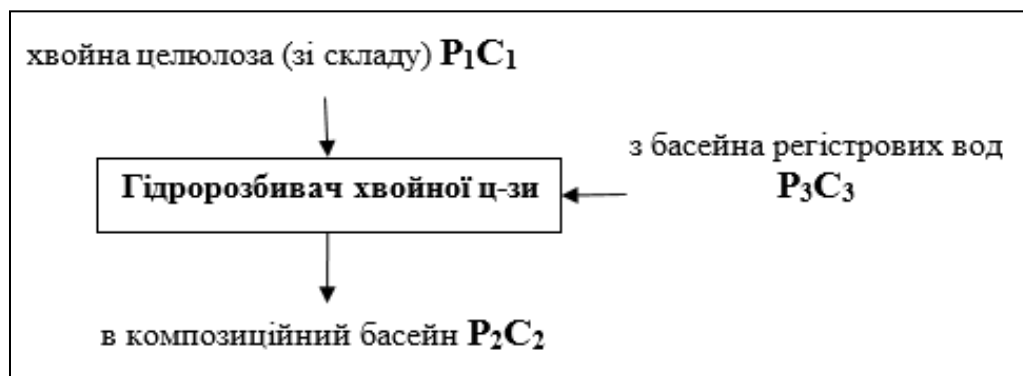 хвойна целюлоза (зі складу) P₁C₁
з басейна регістрових вод
P₃C₃
Гідророзбивач хвойної ц-зи
в композиційний басейн P₂C₂